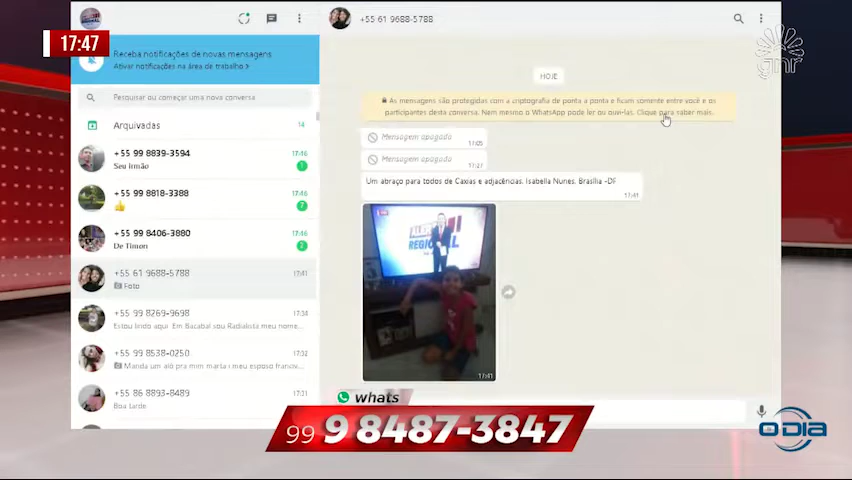 17:47
Receba notificações de novas mensagens
Ativar notificações na área de trabalho >
Pesquisar ou começar uma nova conversa
Arquivadas 14
+55 99 8839-3594 17:46
Seu irmão 1
+55 99 8818-3388 17:46
7
+55 99 8406-3880 17:46
De Timon 2
+55 61 9688-5788 17:41
Foto
+55 99 8269-9698 17:34
Estou lindo aqui Em Bacabal sou Radialista meu nome...
+55 99 8538-0250 17:32
Manda um alô pra mim maria i meu esposo
+55 86 8893-8489 17:21
Boa tarde
+55 61 9688-5788
HOJE
As mensagens são protegidas com a criptografia de ponta a ponta e ficam somente entre você e os
participantes desta conversa. Nem mesmo o WhatsApp pode ler ou ouvi-las. Clique para saber mais.
Mensagem apagada 17:05
Mensagem apagada 17:27
Um abraço para todos de Caxias e adjacências. Isabella Nunes. Brasília -DF
17:41
REGIONAL
17:41
whats
99 9 8487-3847
gnr
O DIA